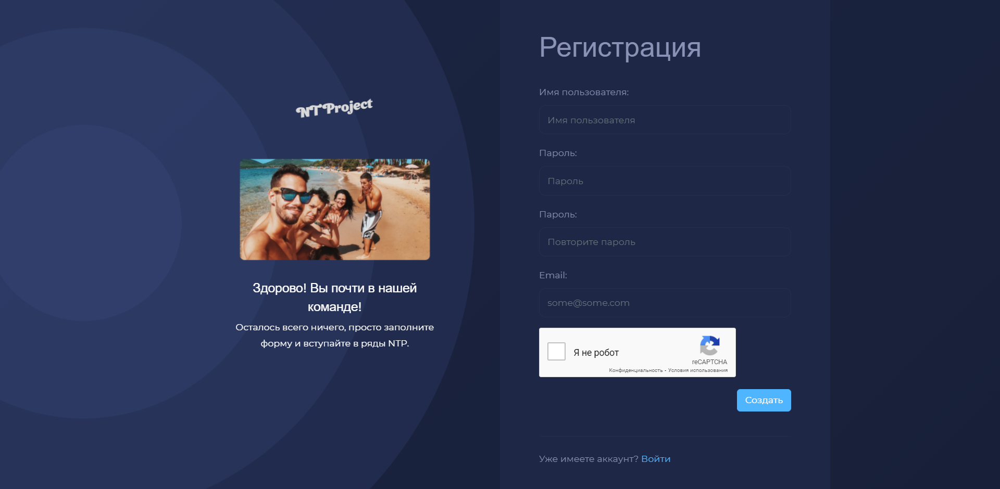 NTProject
Здорово! Вы почти в нашей
команде!
Осталось всего ничего, просто заполните
форму и вступайте в ряды NTP.
Регистрация
Имя пользователя:
Имя пользователя
Пароль:
Пароль
Пароль:
Повторите пароль
Email:
some@some.com
Я не робот
reCAPTCHA
Конфиденциальность - Условия использования
Создать
Уже имеете аккаунт? Войти